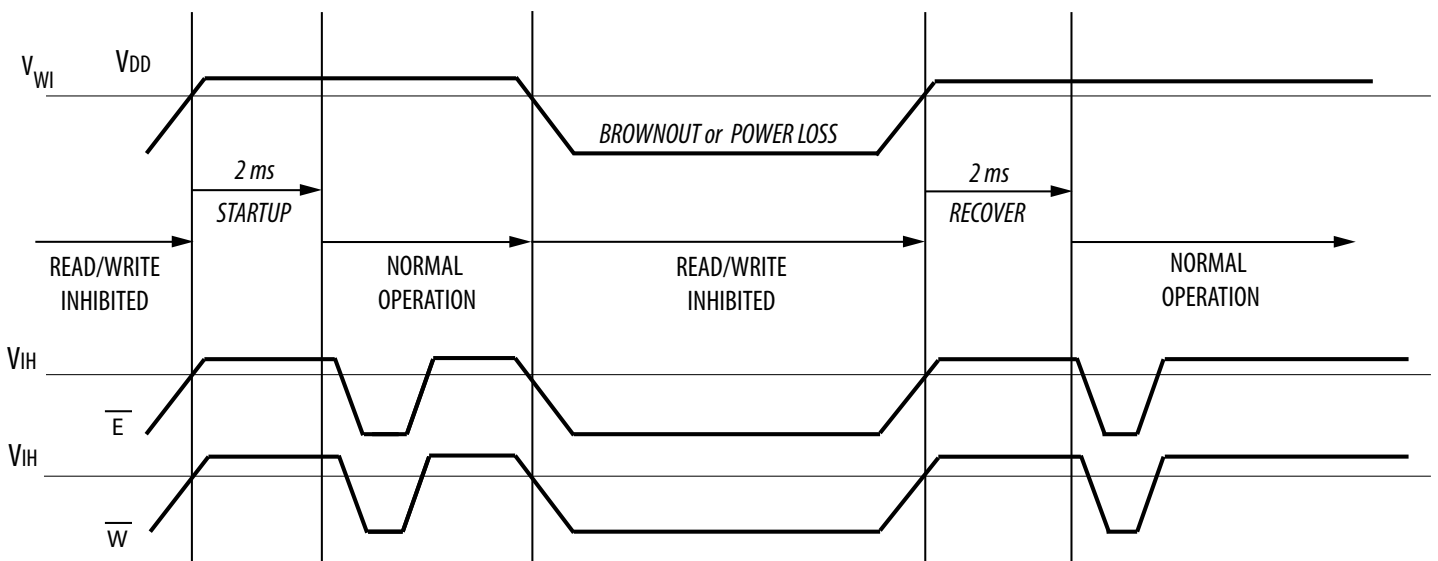 VWI
VDD
BROWNOUT or POWER LOSS
2 ms
STARTUP
2 ms
RECOVER
READ/WRITE
INHIBITED
NORMAL
OPERATION
READ/WRITE
INHIBITED
NORMAL
OPERATION
VIH
E
VIH
W